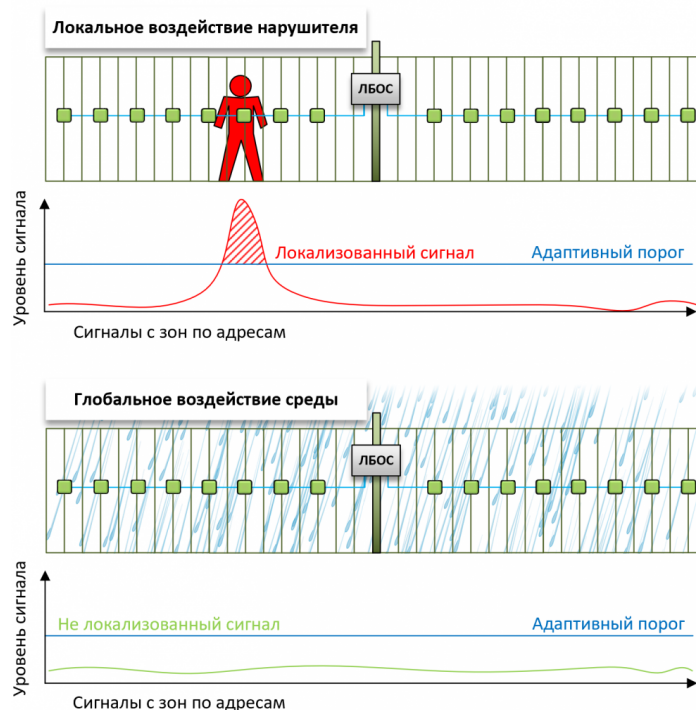 Локальное воздействие нарушителя
ЛБОС
Уровень сигнала
Локализованный сигнал
Адаптивный порог
Сигналы с зон по адресам
Глобальное воздействие среды
ЛБОС
Уровень сигнала
Не локализованный сигнал
Адаптивный порог
Сигналы с зон по адресам